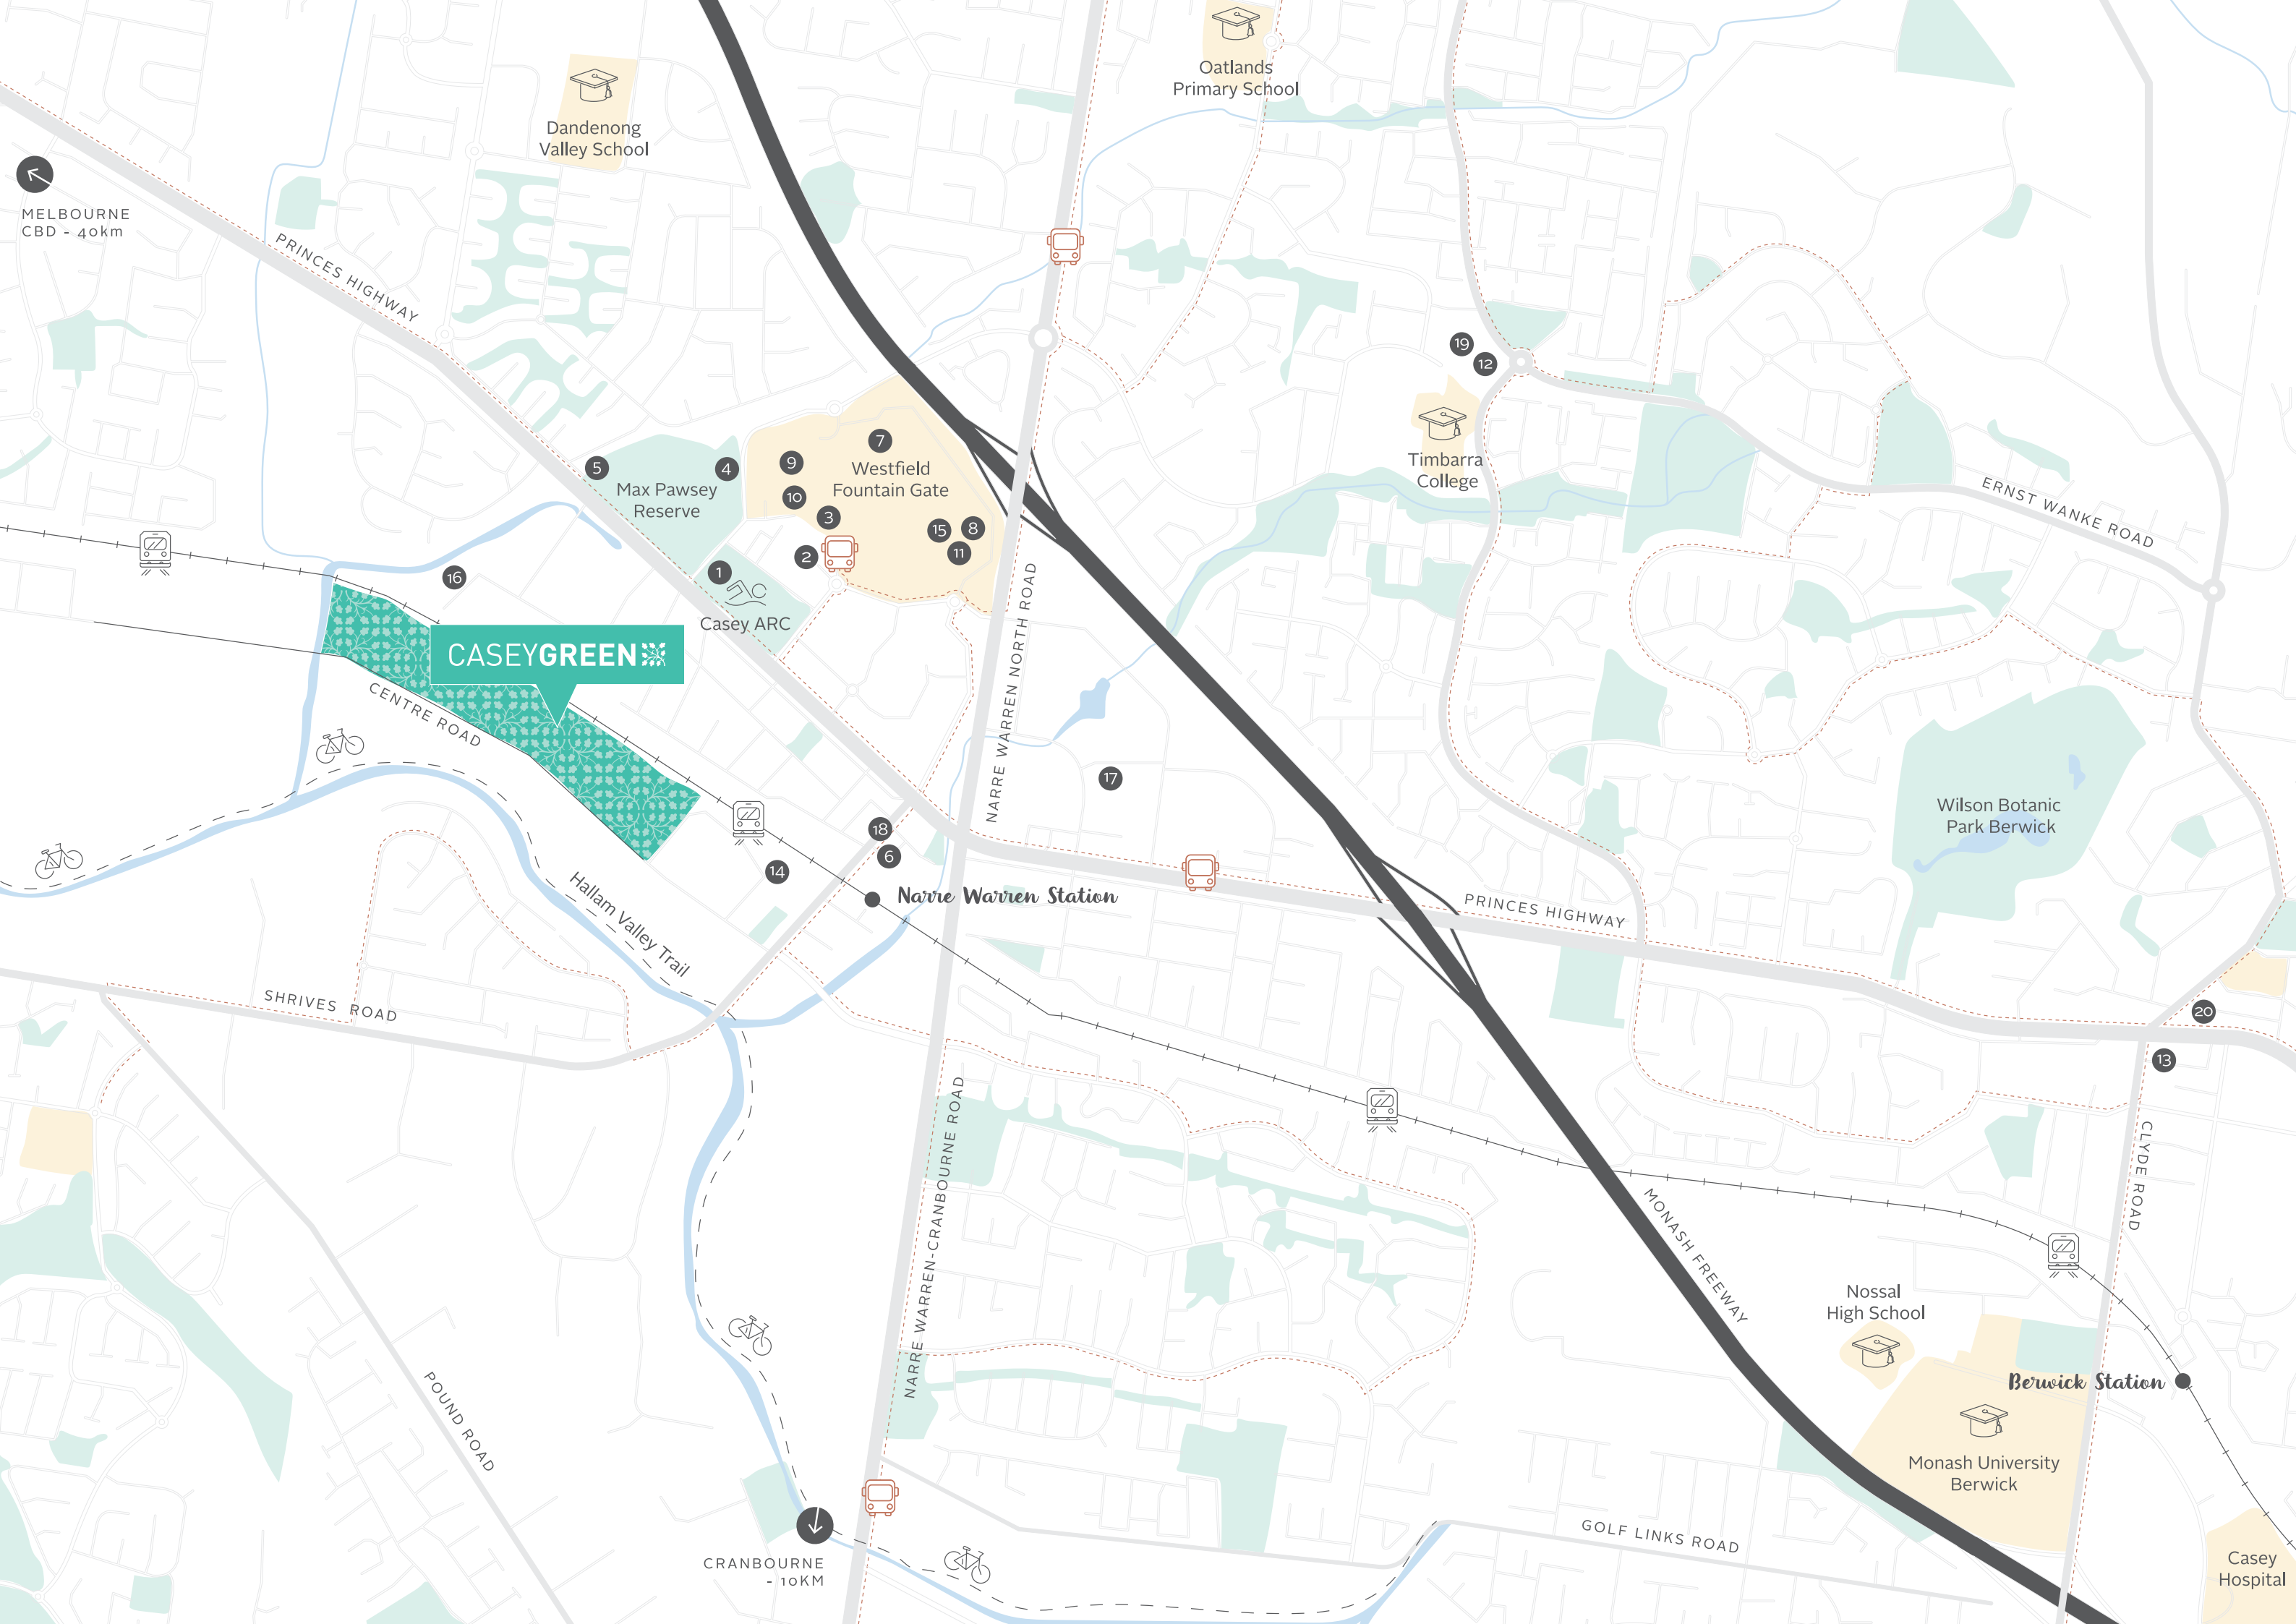 Oatlands
Primary School
Dandenong
Valley School
MELBOURNE
CBD - 40km
PRINCES HIGHWAY
19
12
7
5
4
9
Westfield
Fountain Gate
Max Pawsey
Reserve
10
3
15
8
11
2
1
16
Casey ARC
Timbarra
College
ERNST WANKE ROAD
NARRE WARREN NORTH ROAD
CASEYGREEN
CENTRE ROAD
17
Wilson Botanic
Park Berwick
18
6
14
Narre Warren Station
Hallam Valley Trail
PRINCES HIGHWAY
SHRIVES ROAD
20
13
NARRE WARREN-CRANBOURNE ROAD
CLYDE ROAD
MONASH FREEWAY
Nossal
High School
Berwick Station
POUND ROAD
Monash University
Berwick
GOLF LINKS ROAD
CRANBOURNE
- 10KM
Casey
Hospital